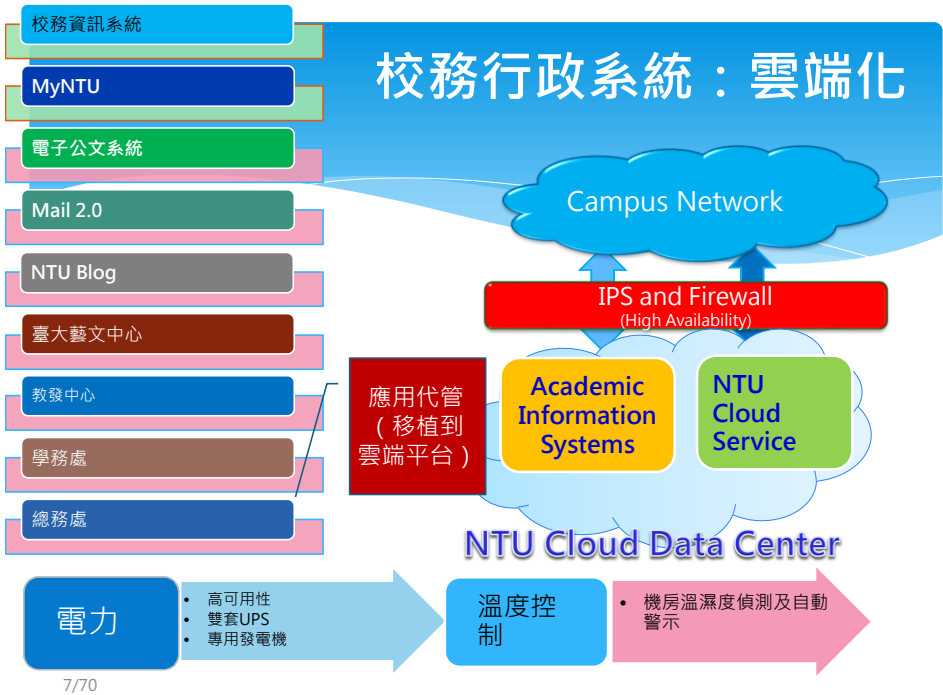 校務資訊系統
MyNTU
電子公文系統
Mail 2.0
NTU Blog
臺大藝文中心
教發中心
學務處
總務處
校務行政系統：雲端化
Campus Network
IPS and Firewall
(High Availability)
應用代管
（移植到
雲端平台）
Academic
Information
Systems
NTU
Cloud
Service
NTU Cloud Data Center
電力
• 高可用性
• 雙套UPS
• 專用發電機
溫度控
制
• 機房溫濕度偵測及自動
警示
7/70